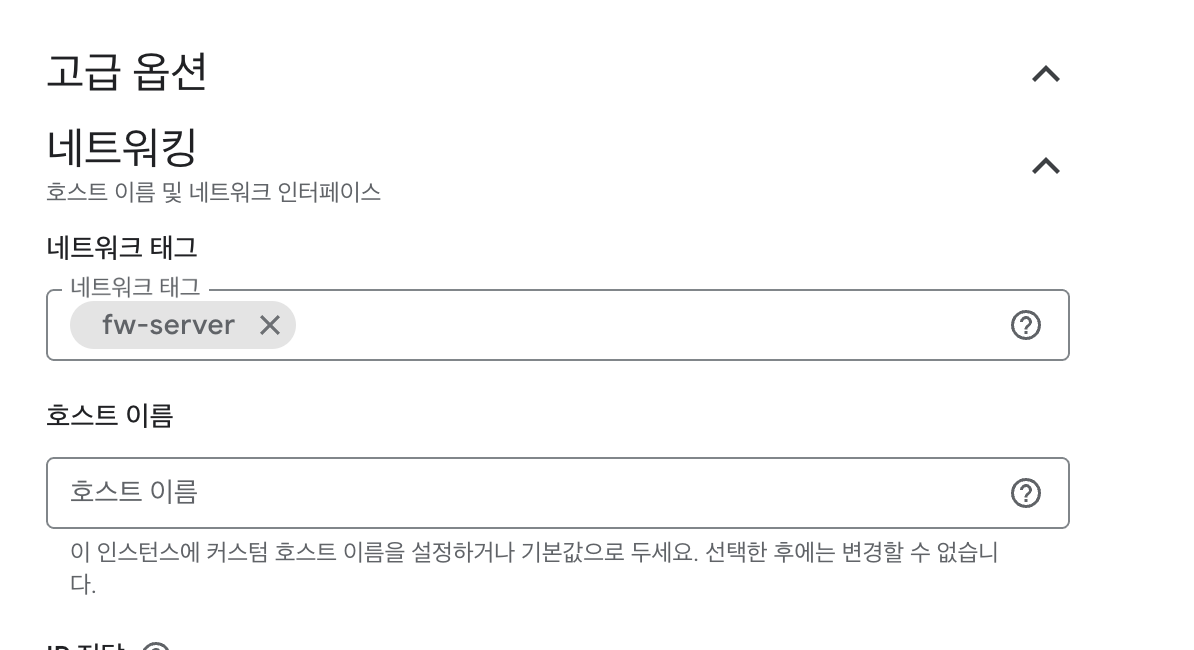 고급 옵션
네트워킹
호스트 이름 및 네트워크 인터페이스
네트워크 태그
네트워크 태그
fw-server
호스트 이름
호스트 이름
이 인스턴스에 커스텀 호스트 이름을 설정하거나 기본값으로 두세요. 선택한 후에는 변경할 수 없습니
다.
IP 전달